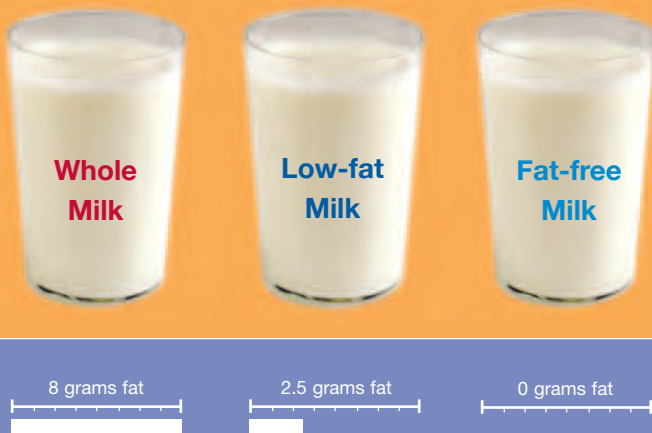 Whole
Milk
Low-fat
Milk
Fat-free
Milk
8 grams fat
2.5 grams fat
0 grams fat